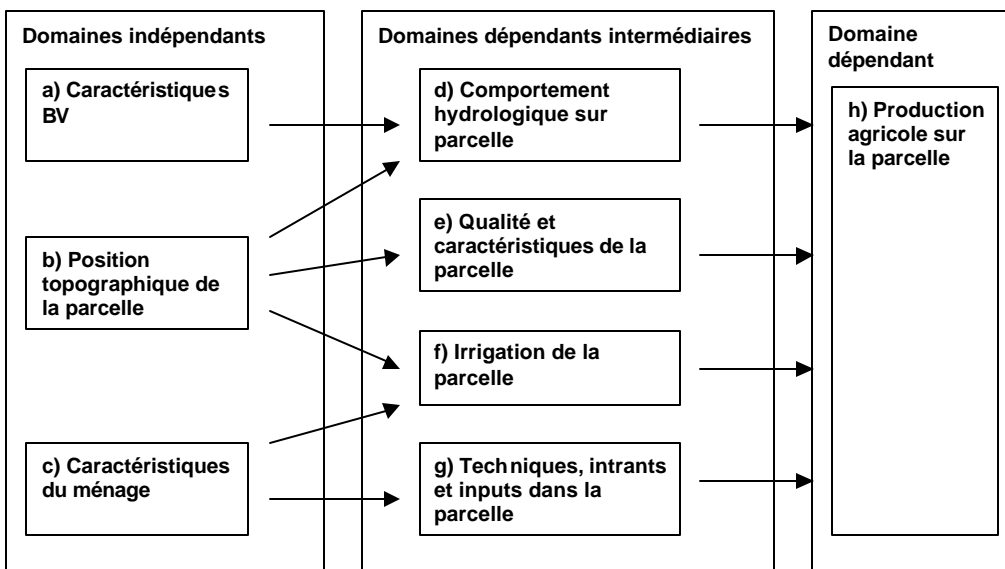 Domaines indépendants
a) Caractéristiques
BV
b) Position
topographique de
la parcelle
c) Caractéristiques
du ménage
Domaines dépendants intermédiaires
d) Comportement
hydrologique sur
parcelle
e) Qualité et
caractéristiques de la
parcelle
f) Irrigation de la
parcelle
g) Techniques, intrants
et inputs dans la
parcelle
Domaine
dépendant
h) Production
agricole sur
la parcelle